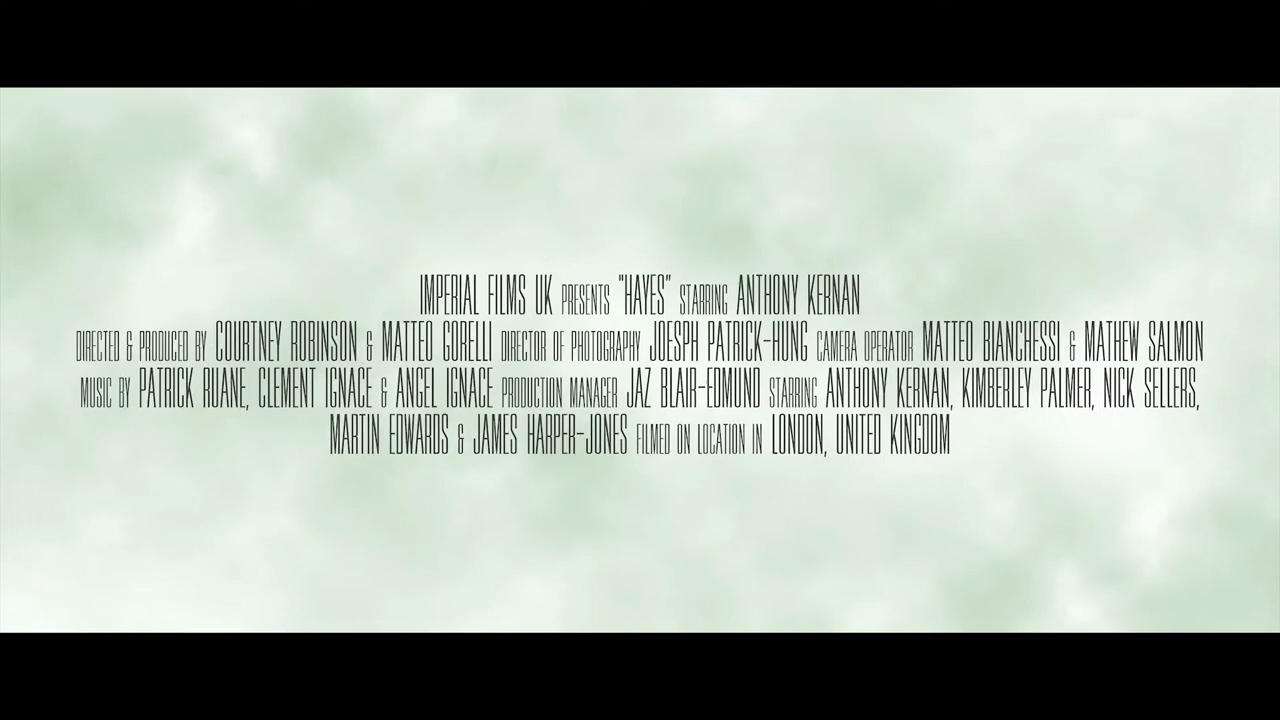 IMPERIAL FILMS UK PRESENTS "HAYES" STARRING ANTHONY KERNAN
DIRECTED & PRODUCED BY COURTNEY ROBINSON & MATTEO GORELLI DIRECTOR OF PHOTOGRAPHY JOESPH PATRICK-HUNG CAMERA OPERATOR MATTEO BIANCHESSI & MATHEW SALMON
MUSIC BY PATRICK RUANE, CLEMENT IGNACE & ANGEL IGNACE PRODUCTION MANAGER JAZ BLAIR-EDMUND STARRING ANTHONY KERNAN, KIMBERLEY PALMER, NICK SELLERS,
MARTIN EDWARDS & JAMES HARPER-JONES FILMED ON LOCATION IN LONDON, UNITED KINGDOM